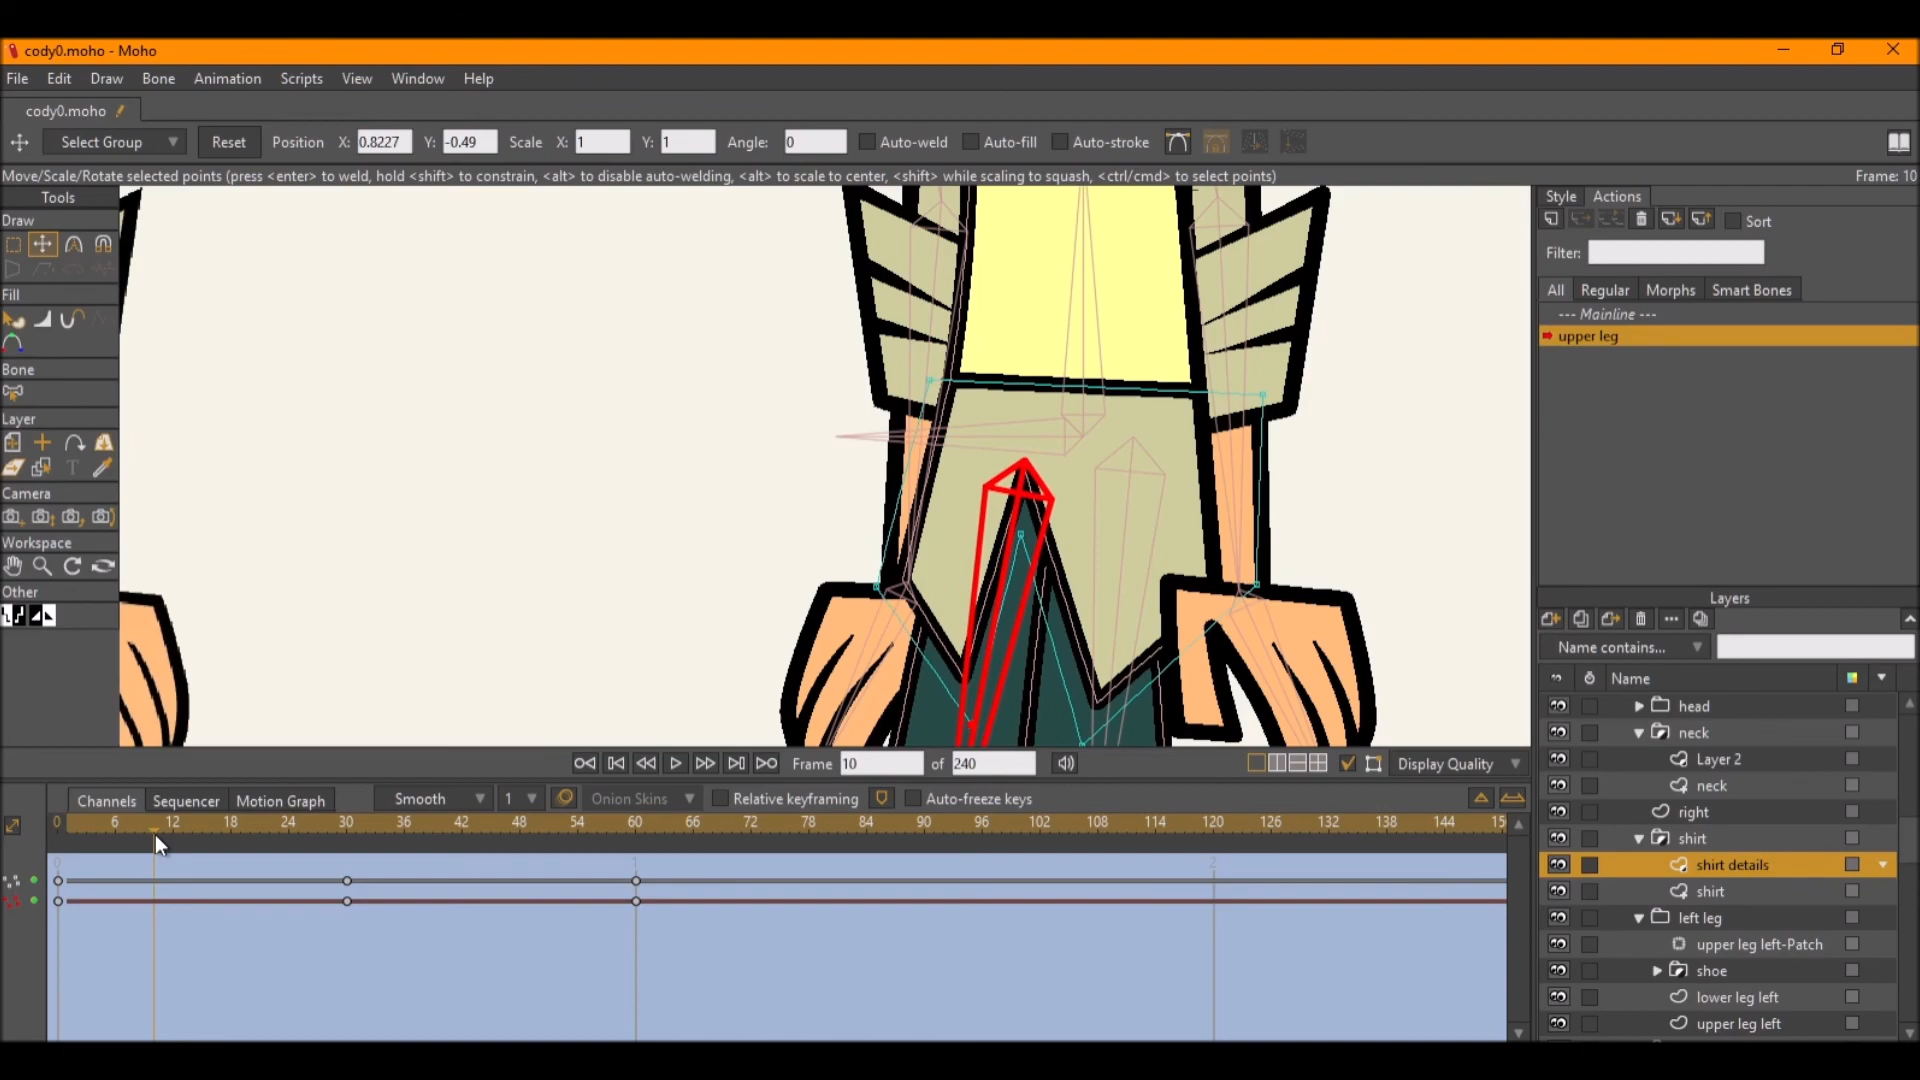 cody0.moho - Moho
File Edit Draw Bone Animation Scripts View Window Help
cody0.moho
Select Group Reset Position X: 0.8227 Y: -0.49 Scale X: 1 Y: 1 Angle: 0 Auto-weld Auto-fill Auto-stroke
Move/Scale/Rotate selected points (press <enter> to weld, hold <shift> to constrain, <alt> to disable auto-welding, <alt> to scale to center, <shift> while scaling to squash, <ctrl/cmd> to select points) Frame: 10
Tools
Draw
Fill
Bone
Layer
Camera
Workspace
Other
Style Actions
Sort
Filter:
All Regular Morphs Smart Bones
--- Mainline ---
upper leg
Layers
Name contains...
Name
head
neck
Layer 2
neck
right
shirt
shirt details
shirt
left leg
upper leg left-Patch
shoe
lower leg left
upper leg left
Frame 10 of 240 Display Quality
Channels Sequencer Motion Graph Smooth 1 Onion Skins Relative keyframing Auto-freeze keys
0 6 12 18 24 30 36 42 48 54 60 66 72 78 84 90 96 102 108 114 120 126 132 138 144 15
0 1 2